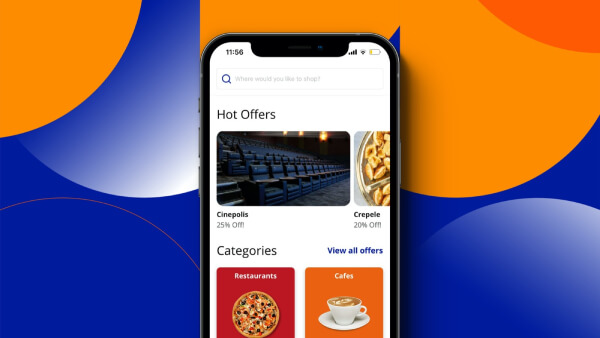 11:56
Where would you like to shop?
Hot Offers
Cinepolis
25% Off!
Crepele
20% Off!
Categories
View all offers
Restaurants
Cafes